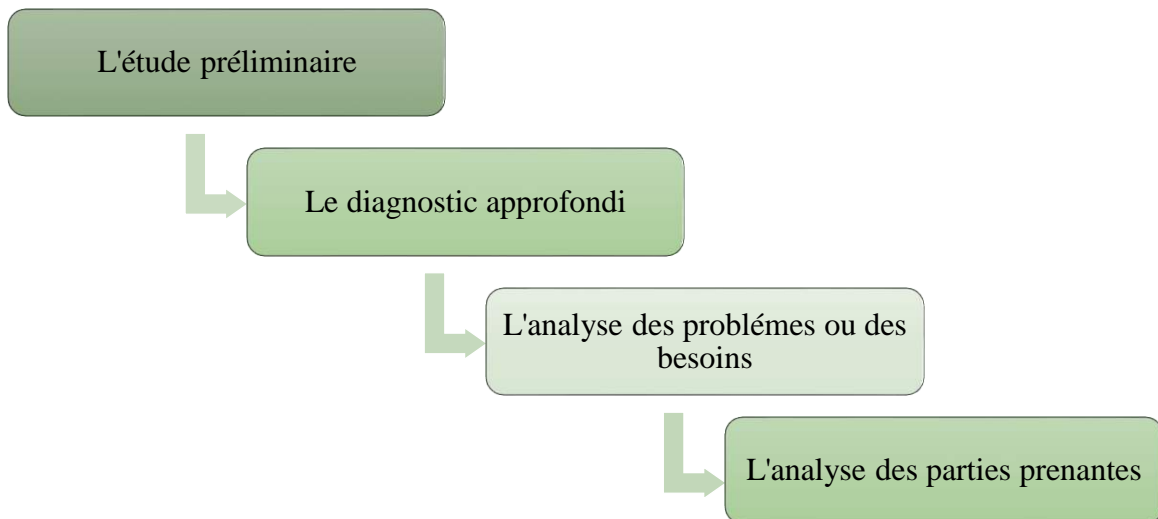 L'étude préliminaire
Le diagnostic approfondi
L'analyse des problémes ou des
besoins
L'analyse des parties prenantes